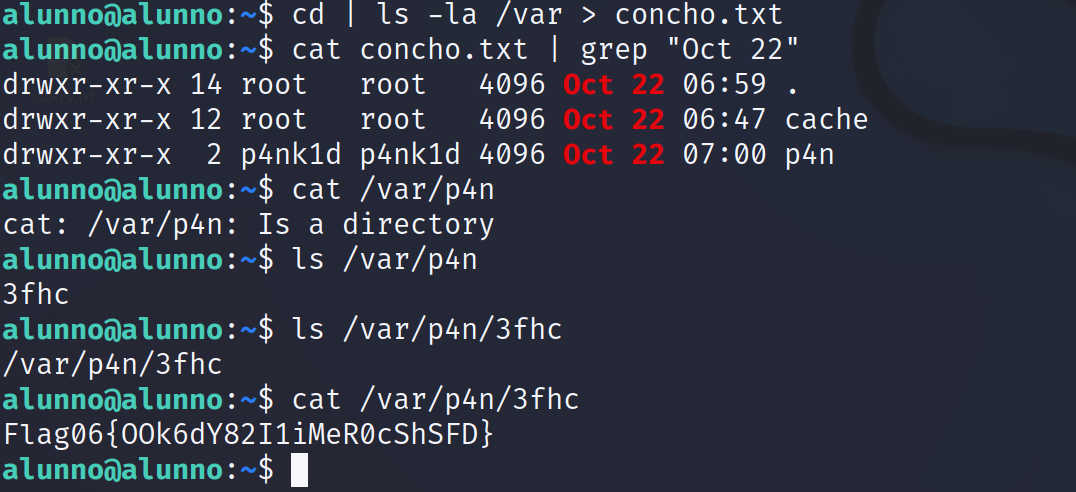 alunno@alunno:~$ cd | ls -la /var > concho.txt
alunno@alunno:~$ cat concho.txt | grep "Oct 22"
drwxr-xr-x 14 root   root   4096 Oct 22 06:59 .
drwxr-xr-x 12 root   root   4096 Oct 22 06:47 cache
drwxr-xr-x  2 p4nk1d p4nk1d 4096 Oct 22 07:00 p4n
alunno@alunno:~$ cat /var/p4n
cat: /var/p4n: Is a directory
alunno@alunno:~$ ls /var/p4n
3fhc
alunno@alunno:~$ ls /var/p4n/3fhc
/var/p4n/3fhc
alunno@alunno:~$ cat /var/p4n/3fhc
Flag06{OOk6dY82I1iMeR0cShSFD}
alunno@alunno:~$